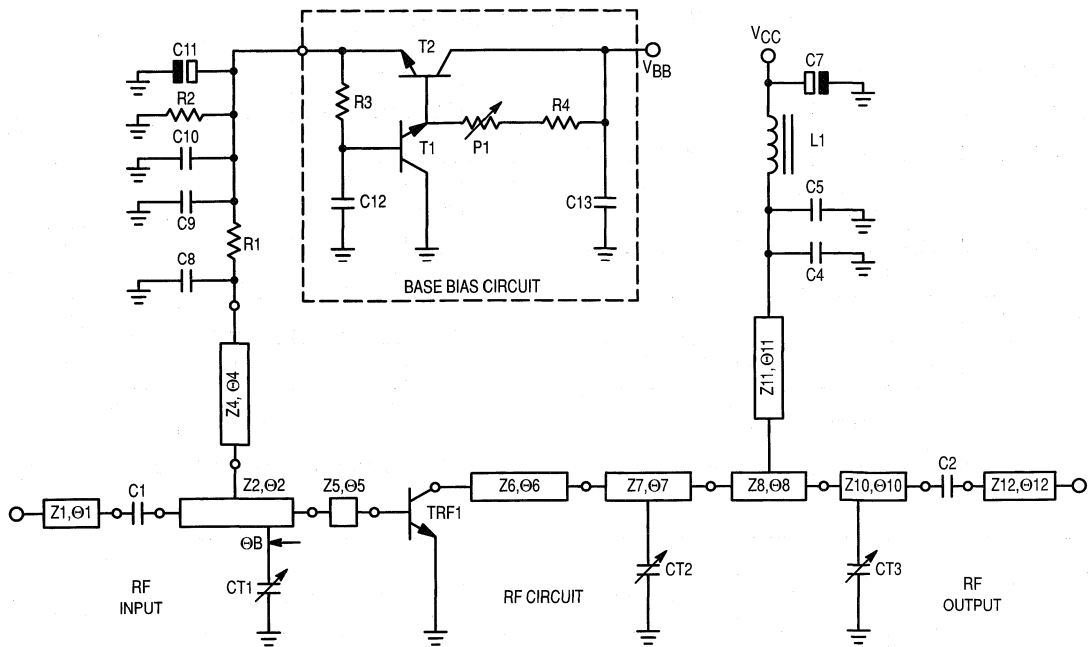 C11
T2
VBB
VCC
C7
R2
R3
R4
P1
T1
L1
C10
C9
C12
C13
C5
R1
C4
C8
BASE BIAS CIRCUIT
Z4,Θ4
Z11,Θ11
C1
Z2,Θ2
Z5,Θ5
Z6,Θ6
Z7,Θ7
Z8,Θ8
Z10,Θ10
C2
Z12,Θ12
Z1,Θ1
TRF1
ΘB
CT1
CT2
CT3
RF
INPUT
RF CIRCUIT
RF
OUTPUT